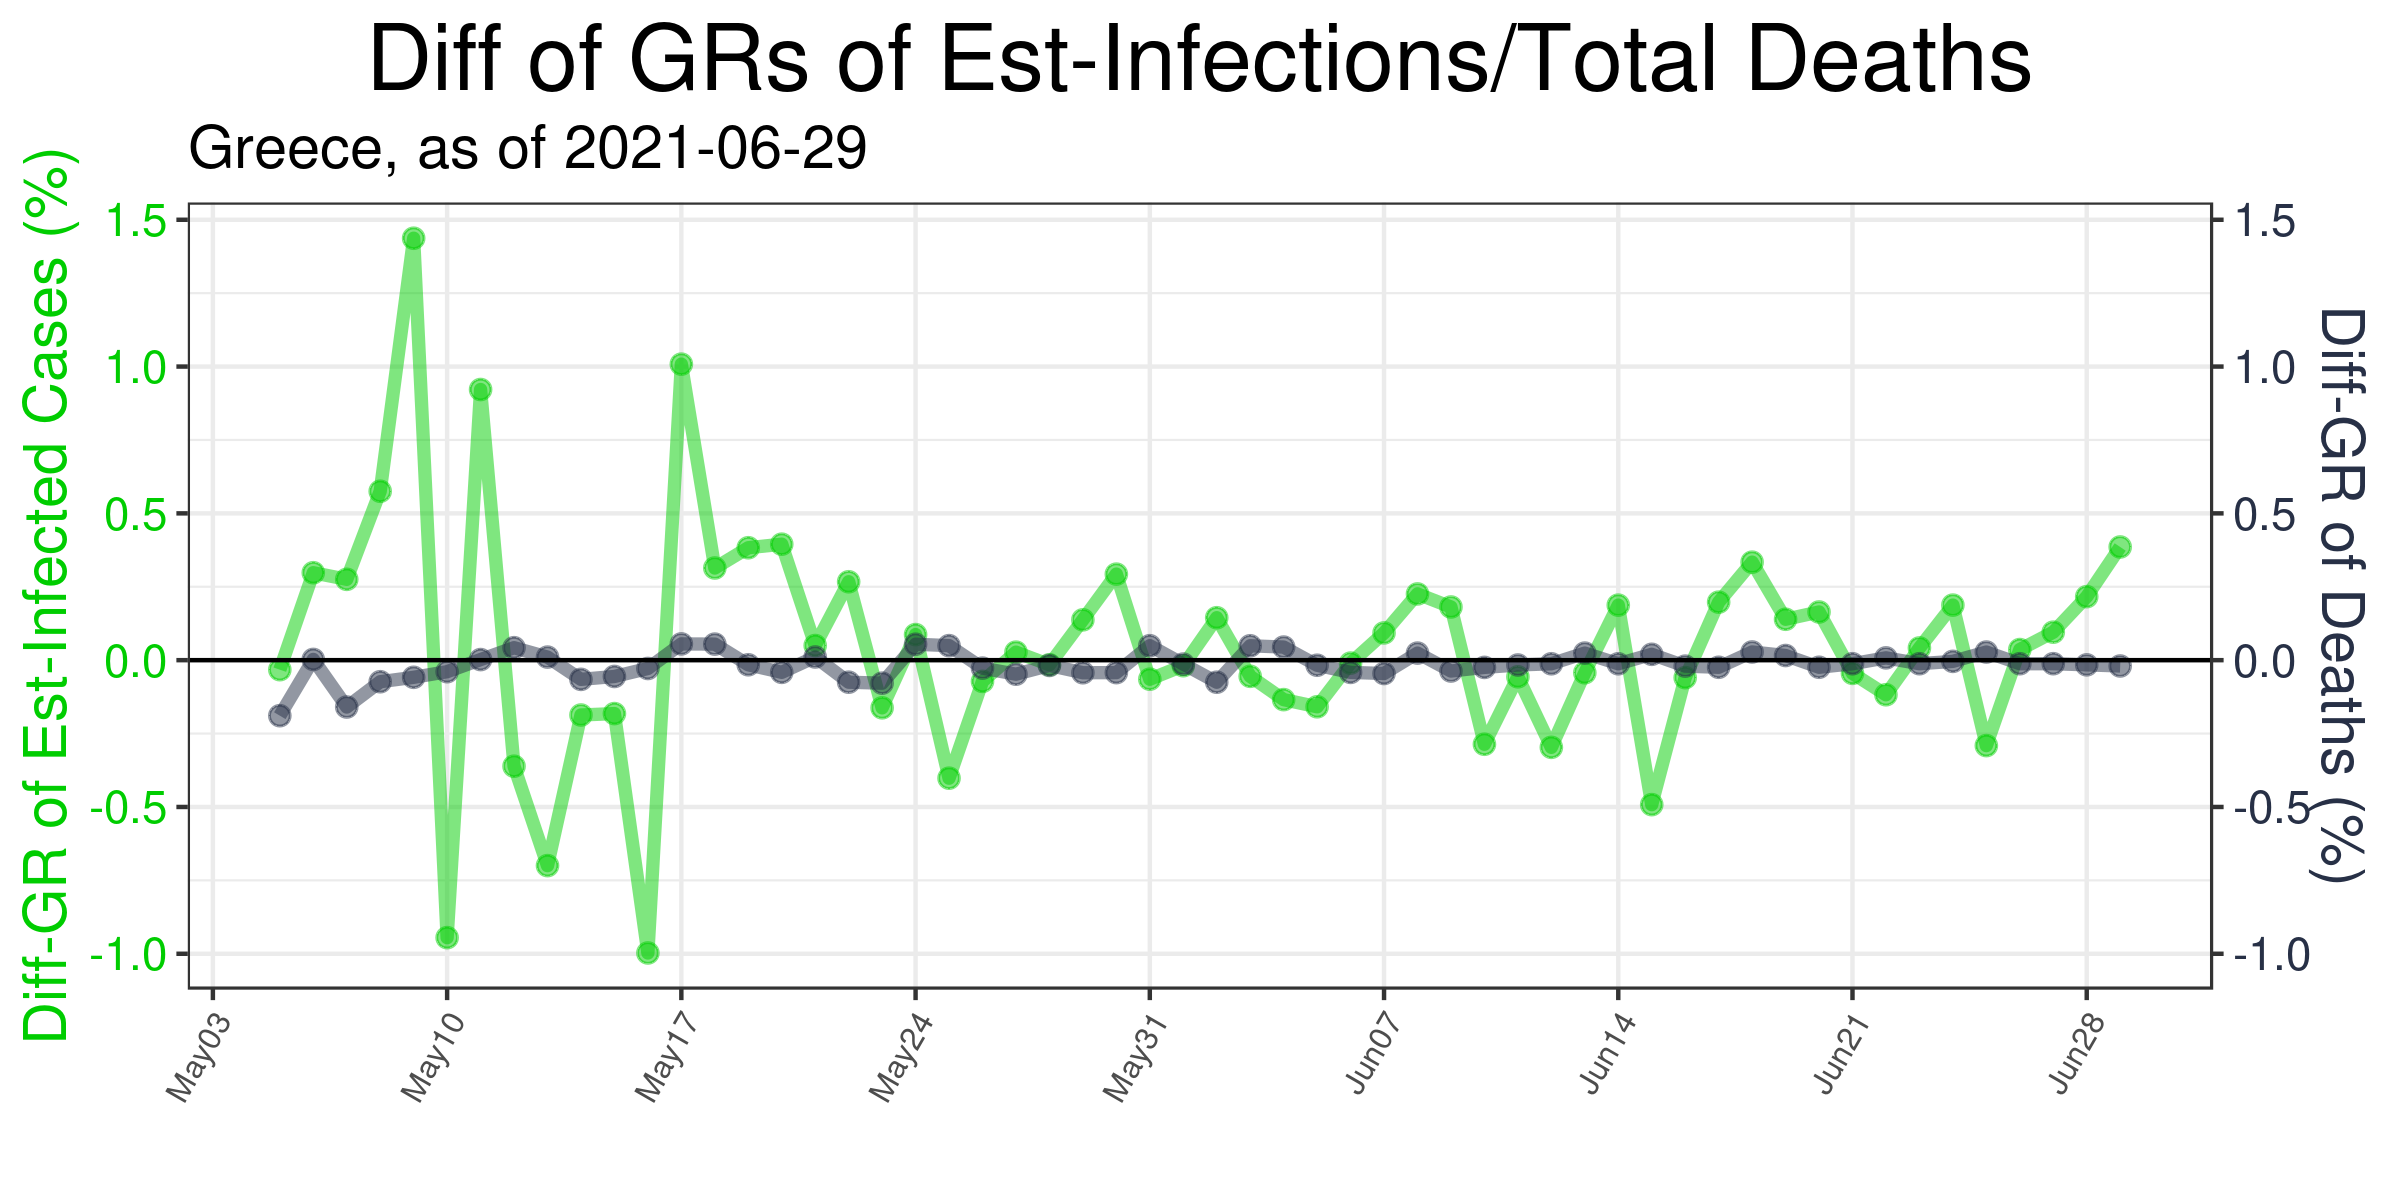 Diff of GRs of Est-Infections/Total Deaths
Greece, as of 2021-06-29
Diff-GR of Est-Infected Cases (%)
1.5
1.0
0.5
0.0
-0.5
-1.0
1.5
1.0
0.5
0.0
-0.5
-1.0
Diff-GR of Deaths (%)
May03
May10
May17
May24
May31
Jun07
Jun14
Jun21
Jun28